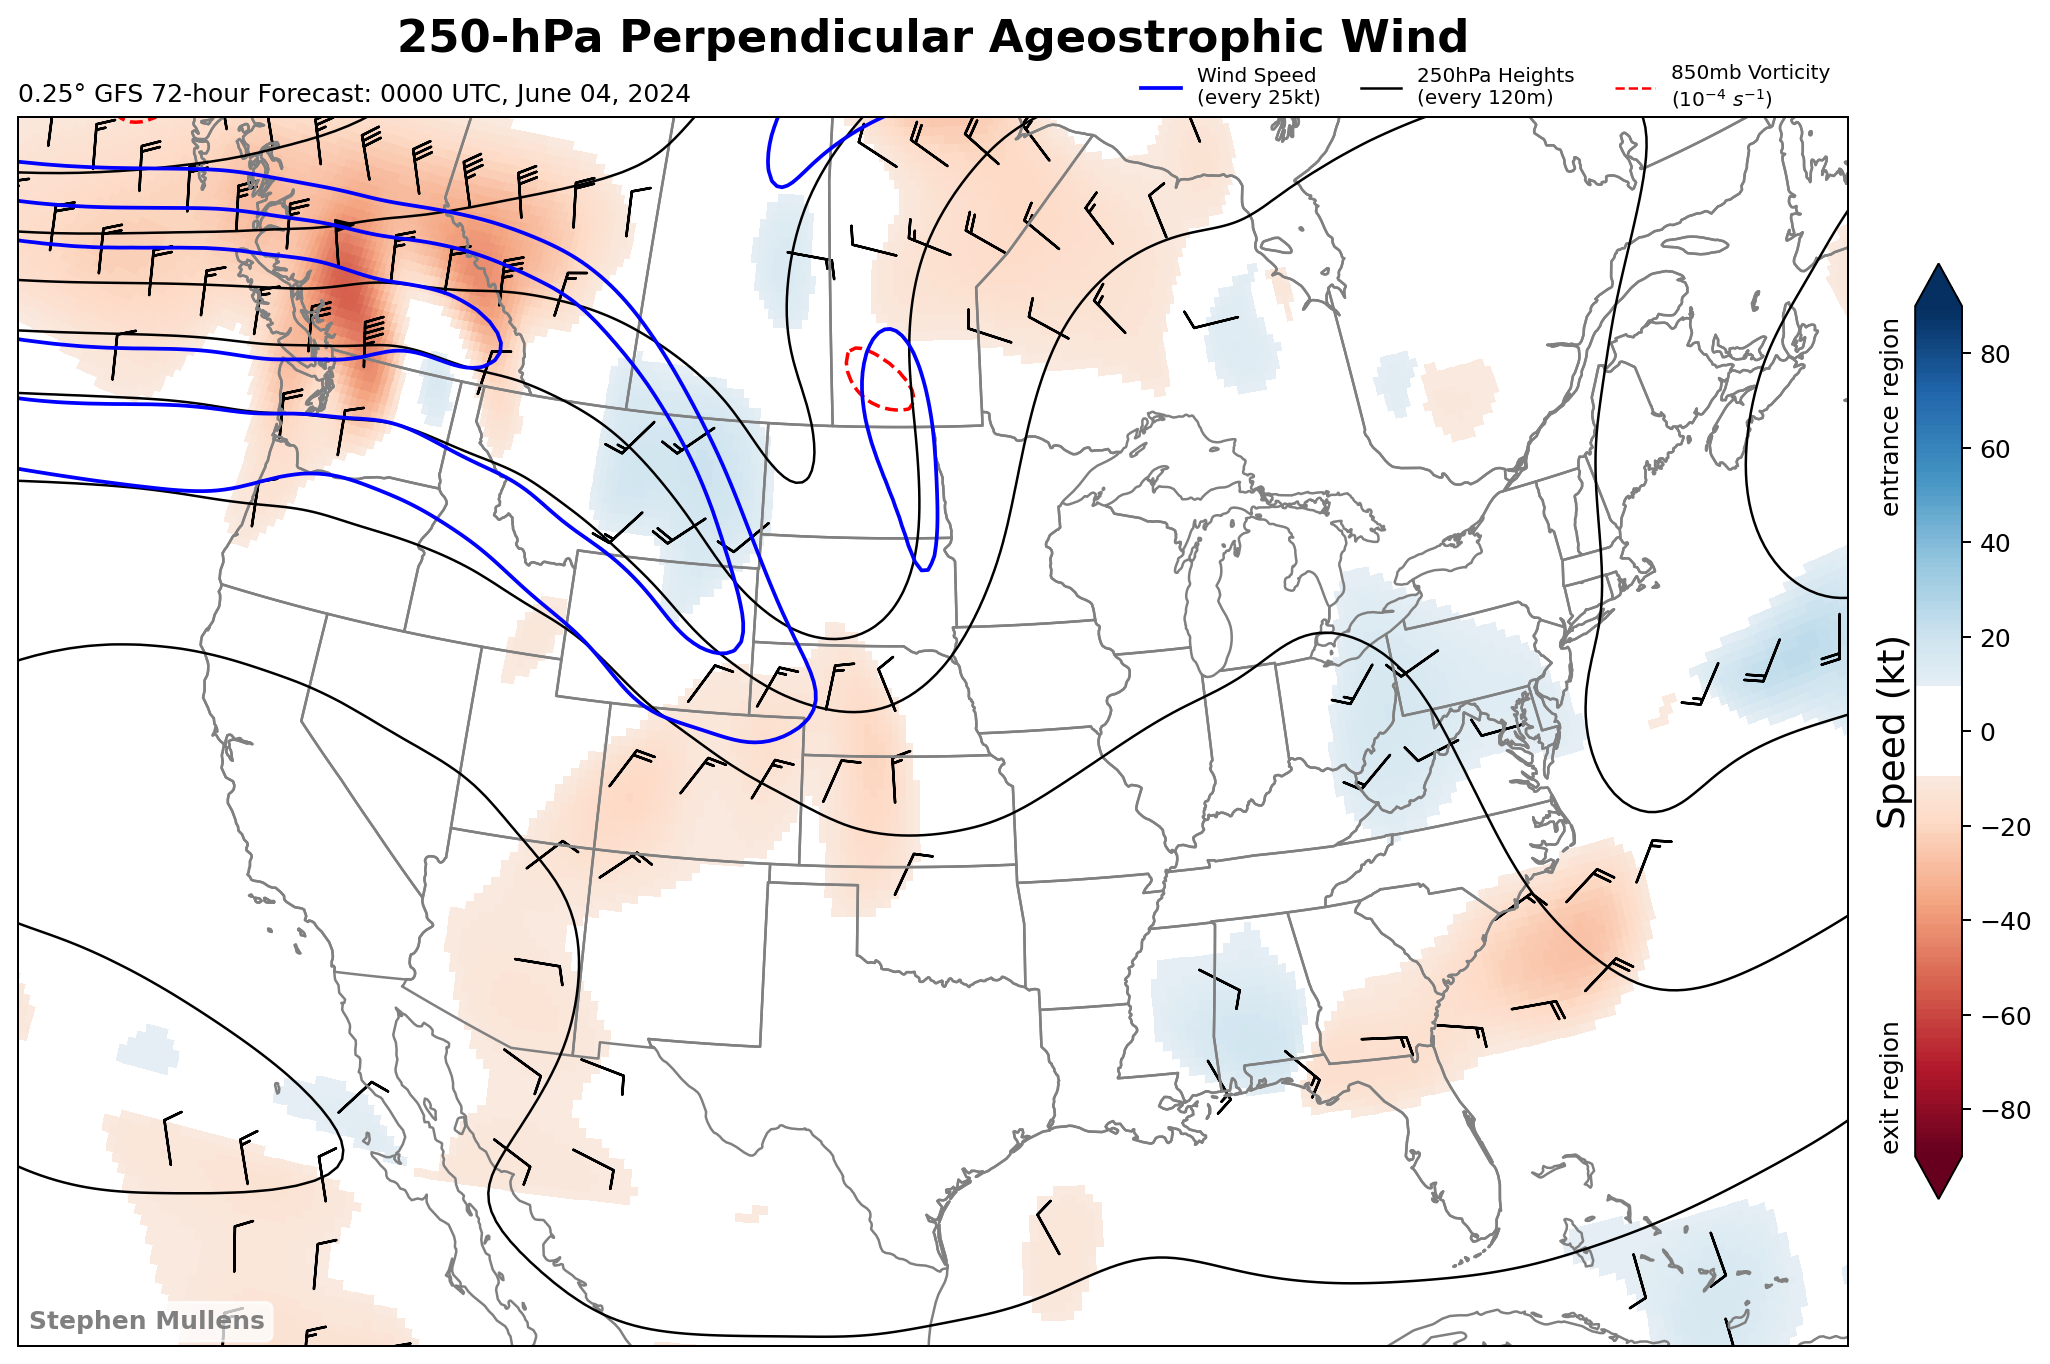 250-hPa Perpendicular Ageostrophic Wind
0.25° GFS 72-hour Forecast: 0000 UTC, June 04, 2024
Wind Speed
(every 25kt)
250hPa Heights
(every 120m)
850mb Vorticity
(10⁻⁴ s⁻¹)
entrance region
Speed (kt)
exit region
80
60
40
20
0
−20
−40
−60
−80
Stephen Mullens